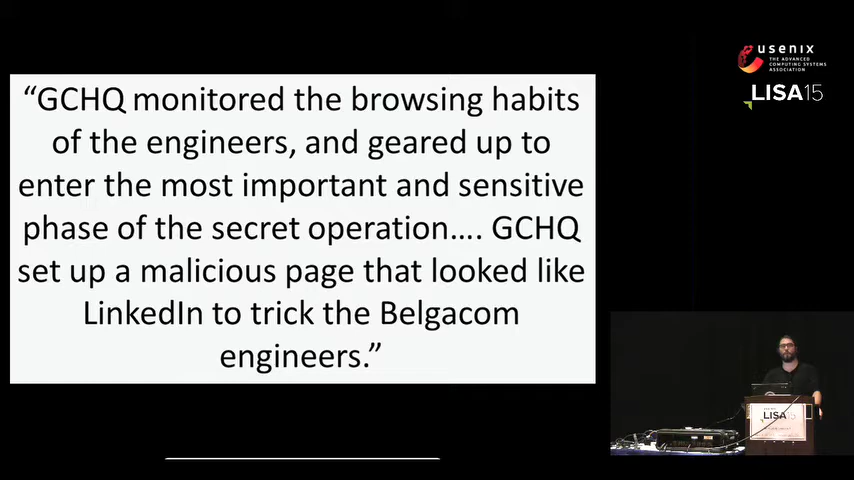 usenix
THE ADVANCED
COMPUTING SYSTEMS
ASSOCIATION
LISA15
“GCHQ monitored the browsing habits
of the engineers, and geared up to
enter the most important and sensitive
phase of the secret operation…. GCHQ
set up a malicious page that looked like
LinkedIn to trick the Belgacom
engineers.”
LISA15